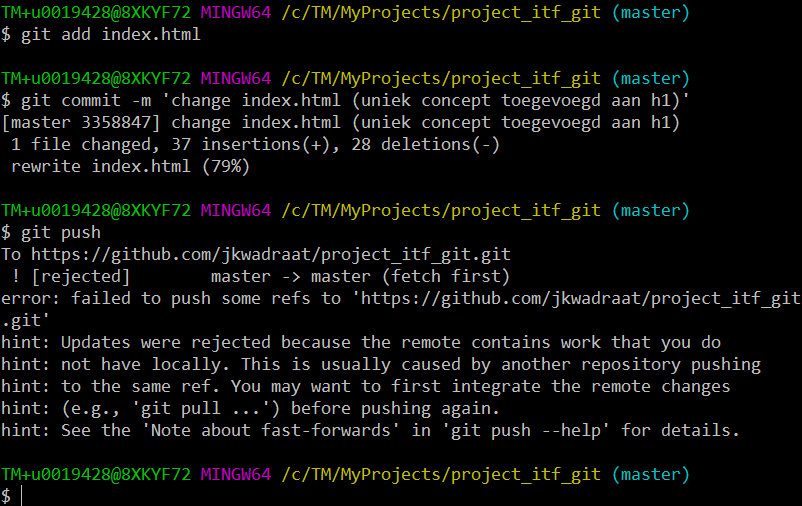 TM+u0019428@8XKYF72 MINGW64 /c/TM/MyProjects/project_itf_git (master)
$ git add index.html
TM+u0019428@8XKYF72 MINGW64 /c/TM/MyProjects/project_itf_git (master)
$ git commit -m 'change index.html (uniek concept toegevoegd aan h1)'
[master 3358847] change index.html (uniek concept toegevoegd aan h1)
 1 file changed, 37 insertions(+), 28 deletions(-)
 rewrite index.html (79%)
TM+u0019428@8XKYF72 MINGW64 /c/TM/MyProjects/project_itf_git (master)
$ git push
To https://github.com/jkwadraat/project_itf_git.git
 ! [rejected]        master -> master (fetch first)
error: failed to push some refs to 'https://github.com/jkwadraat/project_itf_git
.git'
hint: Updates were rejected because the remote contains work that you do
hint: not have locally. This is usually caused by another repository pushing
hint: to the same ref. You may want to first integrate the remote changes
hint: (e.g., 'git pull ...') before pushing again.
hint: See the 'Note about fast-forwards' in 'git push --help' for details.
TM+u0019428@8XKYF72 MINGW64 /c/TM/MyProjects/project_itf_git (master)
$